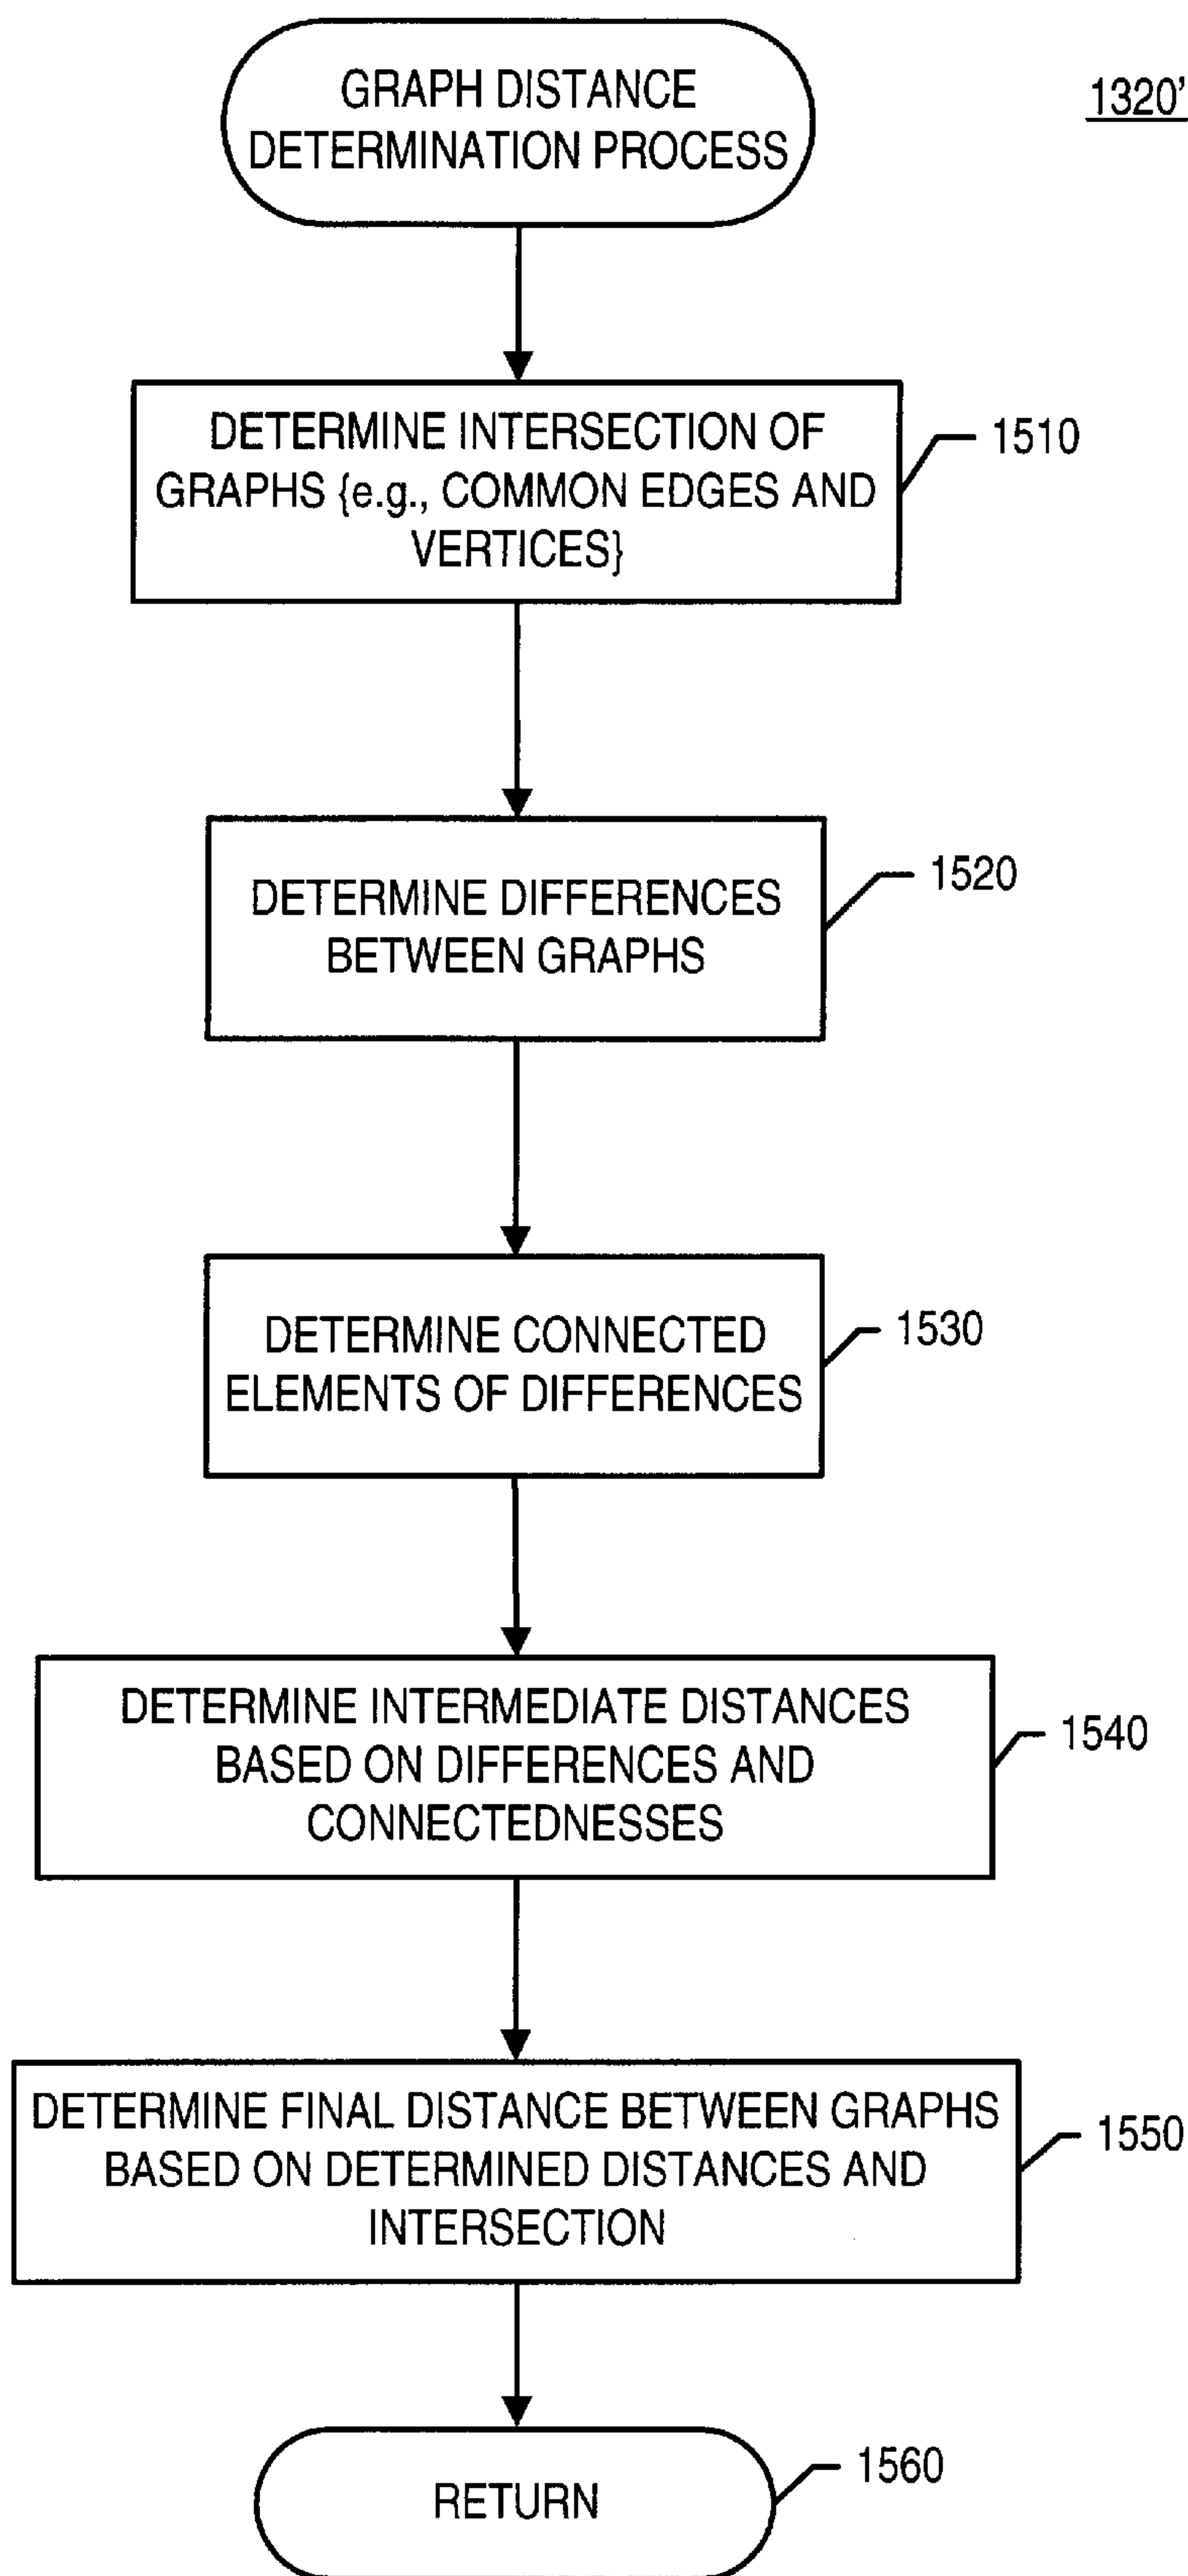 GRAPH DISTANCE
DETERMINATION PROCESS
1320'
DETERMINE INTERSECTION OF
GRAPHS {e.g., COMMON EDGES AND
VERTICES}
1510
DETERMINE DIFFERENCES
BETWEEN GRAPHS
1520
DETERMINE CONNECTED
ELEMENTS OF DIFFERENCES
1530
DETERMINE INTERMEDIATE DISTANCES
BASED ON DIFFERENCES AND
CONNECTEDNESSES
1540
DETERMINE FINAL DISTANCE BETWEEN GRAPHS
BASED ON DETERMINED DISTANCES AND
INTERSECTION
1550
RETURN
1560